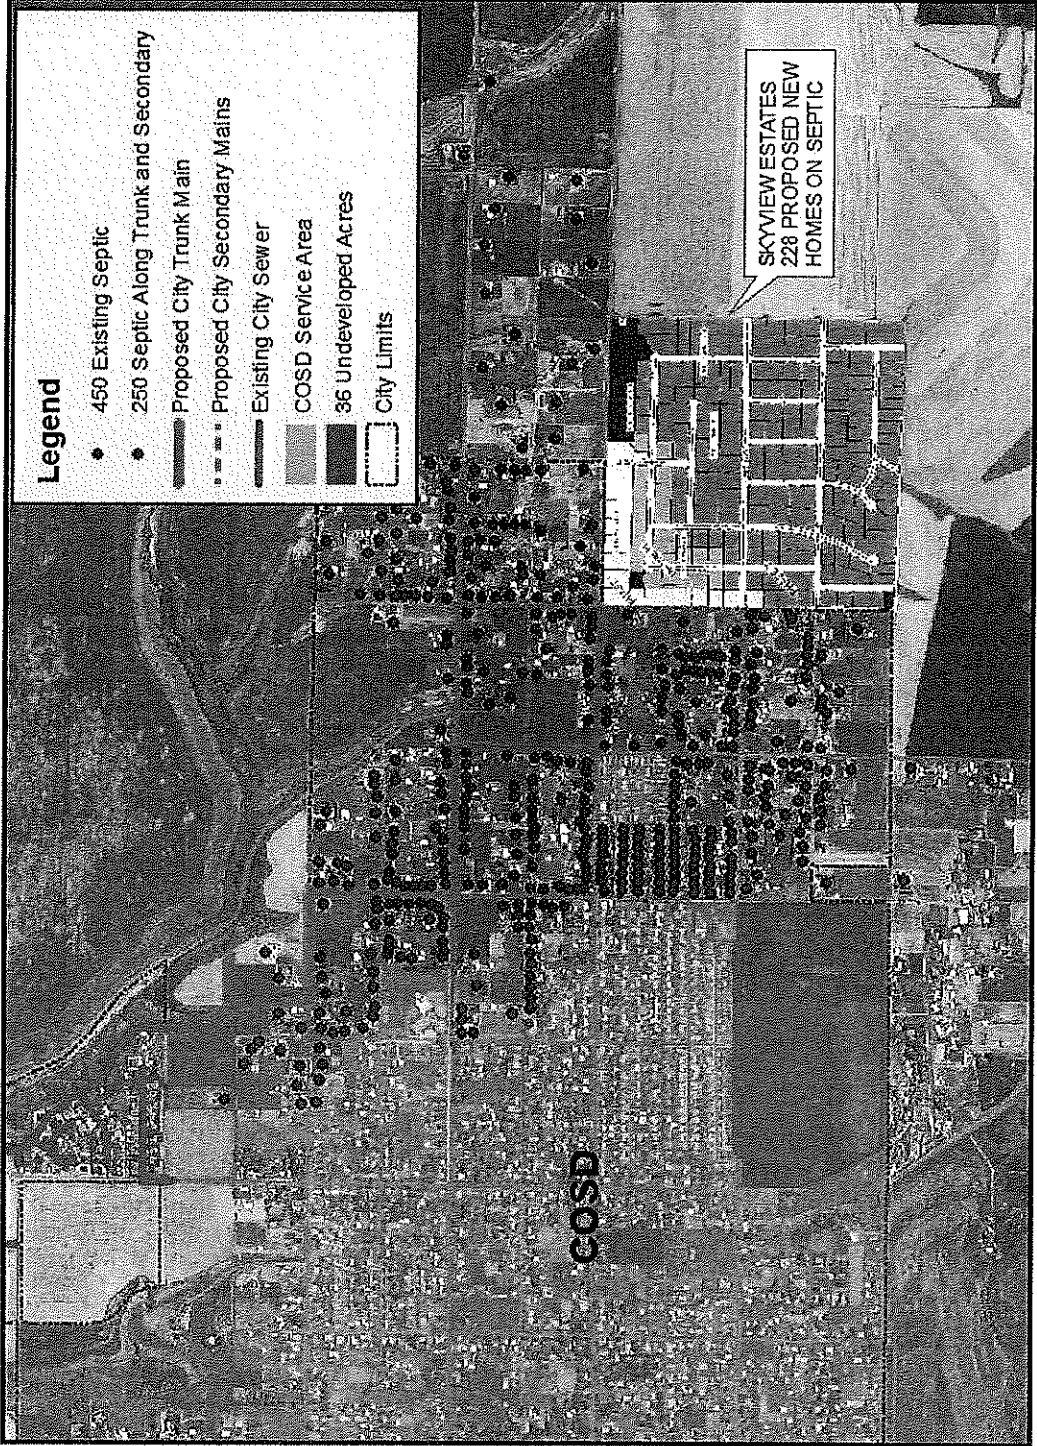 Legend
450 Existing Septic
250 Septic Along Trunk and Secondary
Proposed City Trunk Main
Proposed City Secondary Mains
Existing City Sewer
COSD Service Area
36 Undeveloped Acres
City Limits
SKYVIEW ESTATES
228 PROPOSED NEW
HOMES ON SEPTIC
COSD